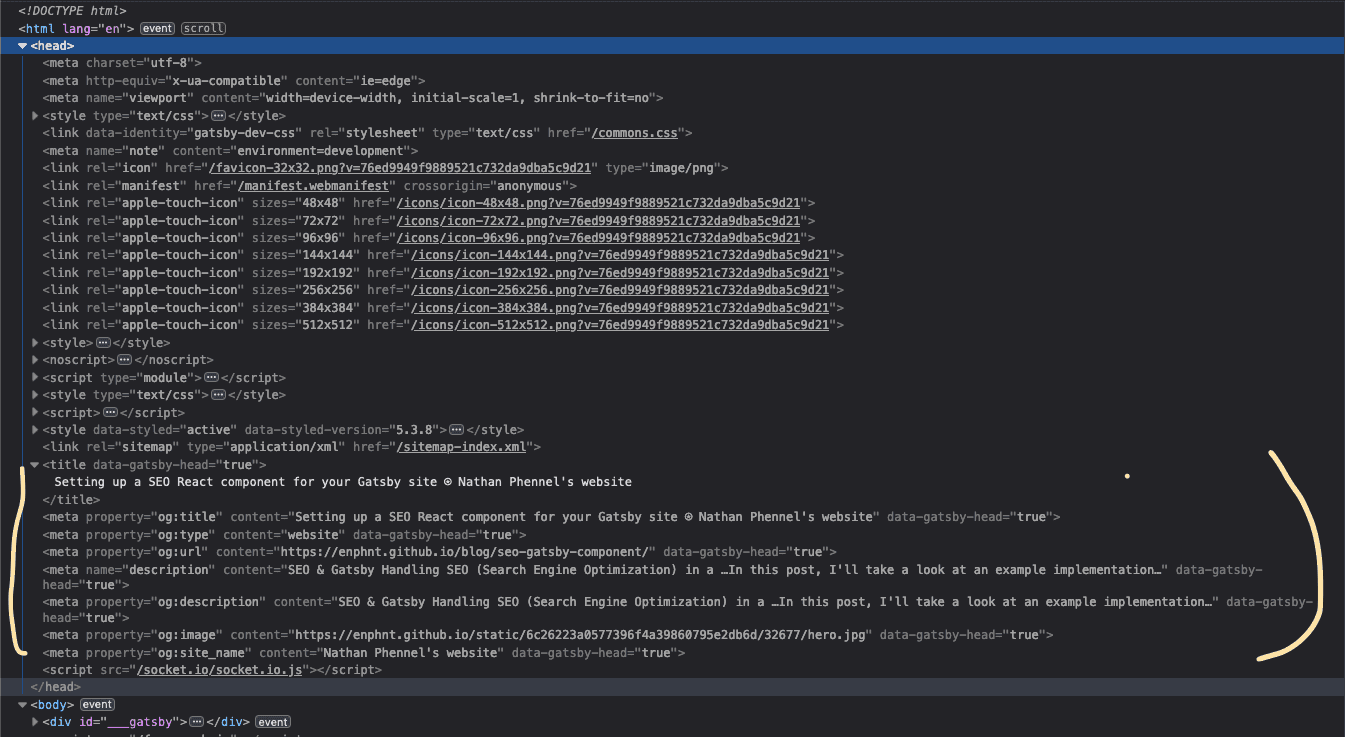 <!DOCTYPE html>
<html lang="en"> event scroll
<head>
<meta charset="utf-8">
<meta http-equiv="x-ua-compatible" content="ie=edge">
<meta name="viewport" content="width=device-width, initial-scale=1, shrink-to-fit=no">
<style type="text/css">⋯</style>
<link data-identity="gatsby-dev-css" rel="stylesheet" type="text/css" href="/commons.css">
<meta name="note" content="environment=development">
<link rel="icon" href="/favicon-32x32.png?v=76ed9949f9889521c732da9dba5c9d21" type="image/png">
<link rel="manifest" href="/manifest.webmanifest" crossorigin="anonymous">
<link rel="apple-touch-icon" sizes="48x48" href="/icons/icon-48x48.png?v=76ed9949f9889521c732da9dba5c9d21">
<link rel="apple-touch-icon" sizes="72x72" href="/icons/icon-72x72.png?v=76ed9949f9889521c732da9dba5c9d21">
<link rel="apple-touch-icon" sizes="96x96" href="/icons/icon-96x96.png?v=76ed9949f9889521c732da9dba5c9d21">
<link rel="apple-touch-icon" sizes="144x144" href="/icons/icon-144x144.png?v=76ed9949f9889521c732da9dba5c9d21">
<link rel="apple-touch-icon" sizes="192x192" href="/icons/icon-192x192.png?v=76ed9949f9889521c732da9dba5c9d21">
<link rel="apple-touch-icon" sizes="256x256" href="/icons/icon-256x256.png?v=76ed9949f9889521c732da9dba5c9d21">
<link rel="apple-touch-icon" sizes="384x384" href="/icons/icon-384x384.png?v=76ed9949f9889521c732da9dba5c9d21">
<link rel="apple-touch-icon" sizes="512x512" href="/icons/icon-512x512.png?v=76ed9949f9889521c732da9dba5c9d21">
<style>⋯</style>
<noscript>⋯</noscript>
<script type="module">⋯</script>
<style type="text/css">⋯</style>
<script>⋯</script>
<style data-styled="active" data-styled-version="5.3.8">⋯</style>
<link rel="sitemap" type="application/xml" href="/sitemap-index.xml">
<title data-gatsby-head="true">
Setting up a SEO React component for your Gatsby site ⊙ Nathan Phennel's website
</title>
<meta property="og:title" content="Setting up a SEO React component for your Gatsby site ⊙ Nathan Phennel's website" data-gatsby-head="true">
<meta property="og:type" content="website" data-gatsby-head="true">
<meta property="og:url" content="https://enphnt.github.io/blog/seo-gatsby-component/" data-gatsby-head="true">
<meta name="description" content="SEO & Gatsby Handling SEO (Search Engine Optimization) in a …In this post, I'll take a look at an example implementation…" data-gatsby-
head="true">
<meta property="og:description" content="SEO & Gatsby Handling SEO (Search Engine Optimization) in a …In this post, I'll take a look at an example implementation…" data-gatsby-
head="true">
<meta property="og:image" content="https://enphnt.github.io/static/6c26223a0577396f4a39860795e2db6d/32677/hero.jpg" data-gatsby-head="true">
<meta property="og:site_name" content="Nathan Phennel's website" data-gatsby-head="true">
<script src="/socket.io/socket.io.js"></script>
</head>
<body> event
<div id="___gatsby">⋯</div> event